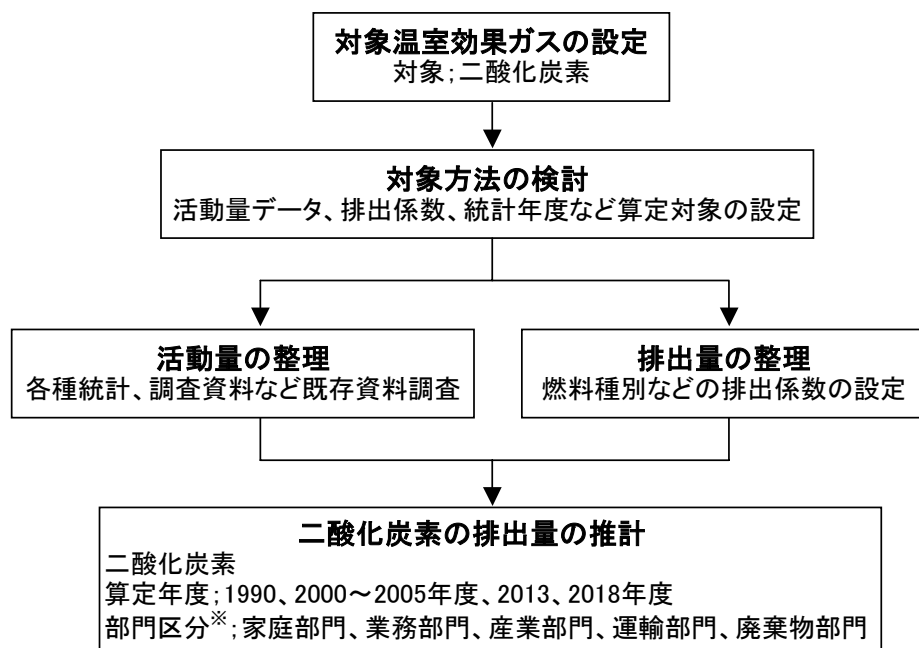 対象温室効果ガスの設定
対象;二酸化炭素
対象方法の検討
活動量データ、排出係数、統計年度など算定対象の設定
活動量の整理
各種統計、調査資料など既存資料調査
排出量の整理
燃料種別などの排出係数の設定
二酸化炭素の排出量の推計
二酸化炭素
算定年度;1990、2000~2005年度、2013、2018年度
部門区分※;家庭部門、業務部門、産業部門、運輸部門、廃棄物部門